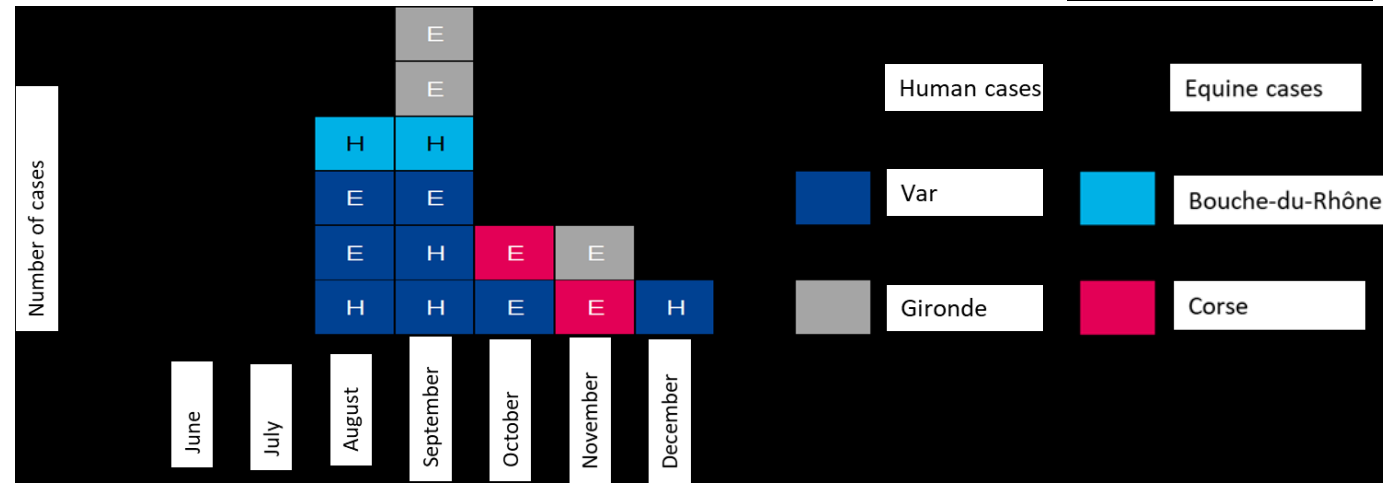 E
E
H H
E E
E H E E
H H E E H
Number of cases
June
July
August
September
October
November
December
Human cases
Equine cases
Var
Bouche-du-Rhône
Gironde
Corse